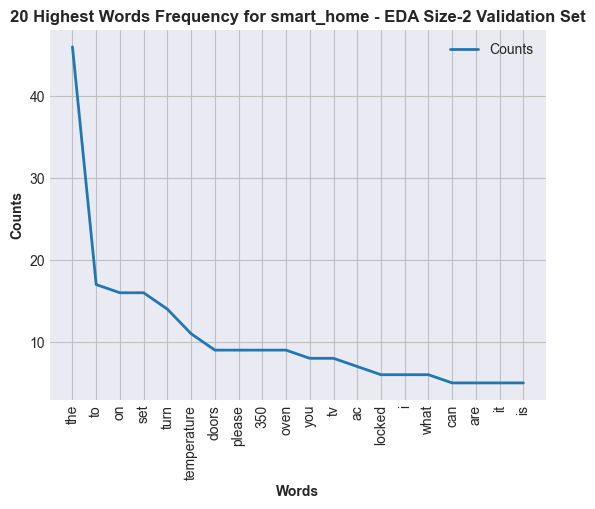 20 Highest Words Frequency for smart_home - EDA Size-2 Validation Set
Counts
40
30
20
10
Counts
the
to
on
set
turn
temperature
doors
please
350
oven
you
tv
ac
locked
i
what
can
are
it
is
Words